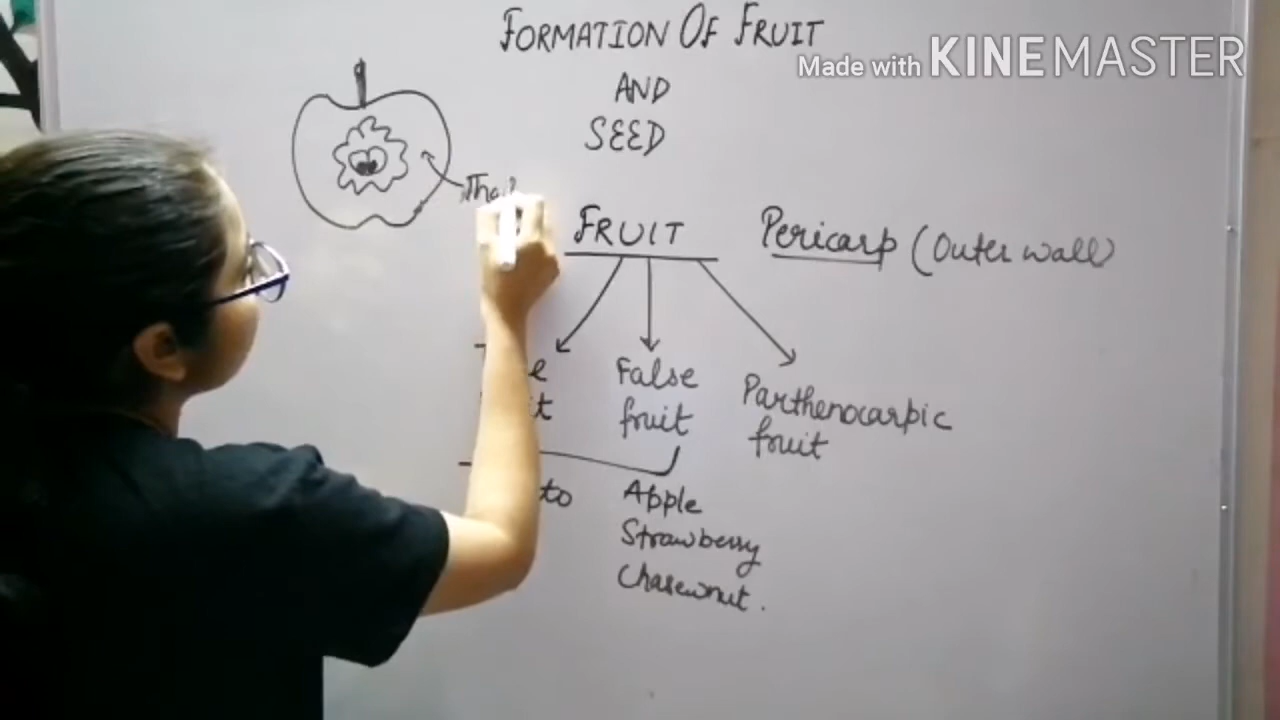 FORMATION OF FRUIT
Made with KINEMASTER
AND
SEED
FRUIT
Pericarp (Outer wall)
False
fruit
Parthenocarpic
fruit
Apple
Strawberry
Chasewnut.